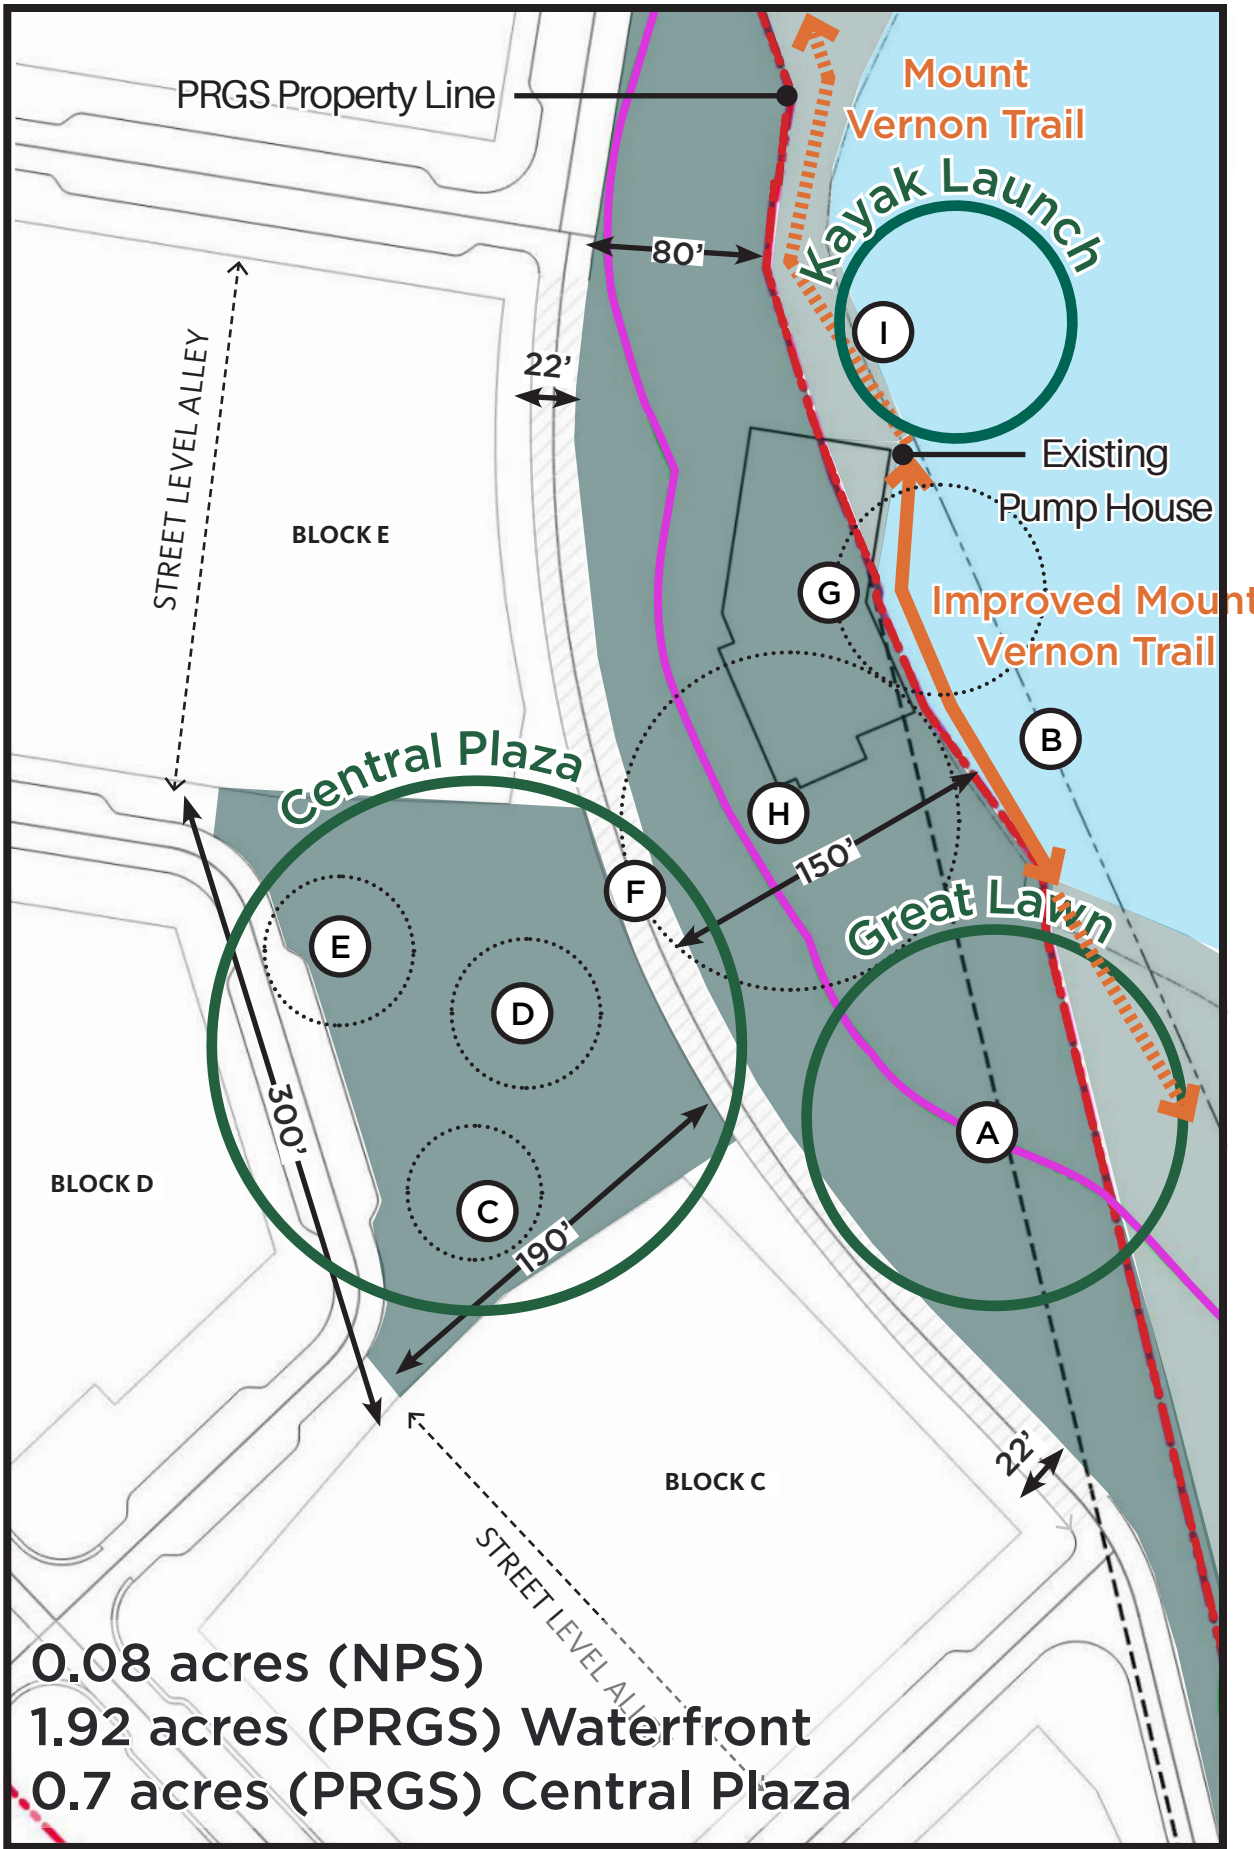 PRGS Property Line
Mount
Vernon Trail
Kayak Launch
80’
I
22’
STREET LEVEL ALLEY
BLOCK E
Existing
Pump House
G
Improved Mount
Vernon Trail
B
Central Plaza
H
150’
F
Great Lawn
E
D
300’
A
BLOCK D
C
190’
22’
BLOCK C
STREET LEVEL ALLEY
0.08 acres (NPS)
1.92 acres (PRGS) Waterfront
0.7 acres (PRGS) Central Plaza